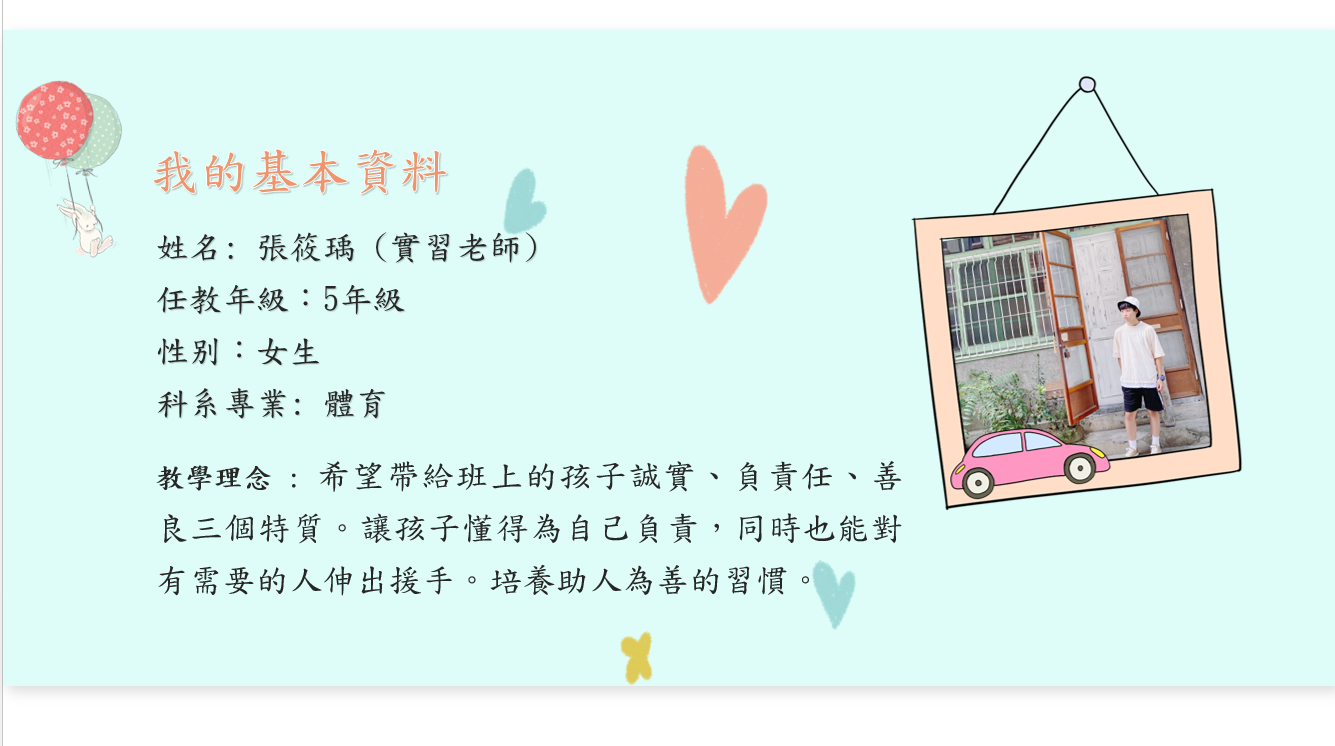 我的基本資料
姓名: 張筱瑀（實習老師）
任教年級：5年級
性別：女生
科系專業: 體育
教學理念 : 希望帶給班上的孩子誠實、負責任、善
良三個特質。讓孩子懂得為自己負責，同時也能對
有需要的人伸出援手。培養助人為善的習慣。